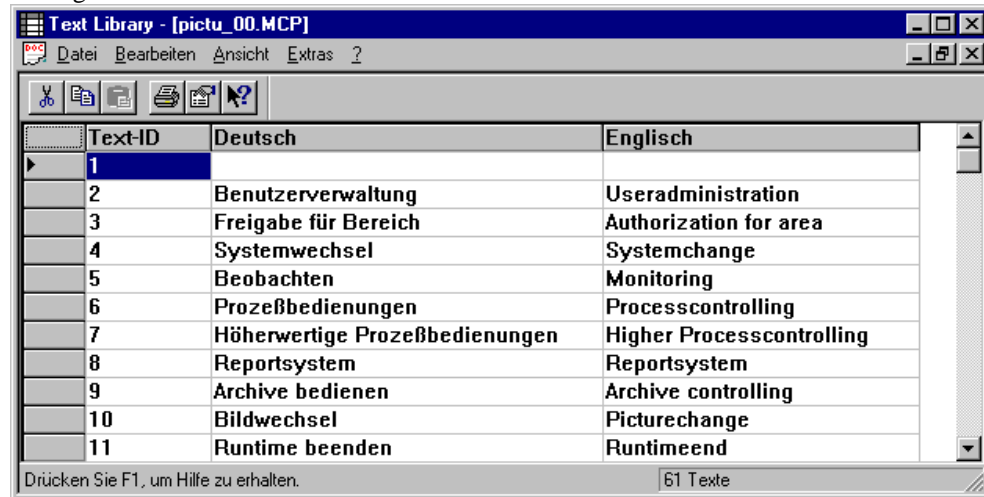 Text Library - [pictu_00.MCP]
Datei Bearbeiten Ansicht Extras ?
Text-ID Deutsch Englisch
1
2 Benutzerverwaltung Useradministration
3 Freigabe für Bereich Authorization for area
4 Systemwechsel Systemchange
5 Beobachten Monitoring
6 Prozeßbedienungen Processcontrolling
7 Höherwertige Prozeßbedienungen Higher Processcontrolling
8 Reportsystem Reportsystem
9 Archive bedienen Archive controlling
10 Bildwechsel Picturechange
11 Runtime beenden Runtimeend
Drücken Sie F1, um Hilfe zu erhalten. 61 Texte